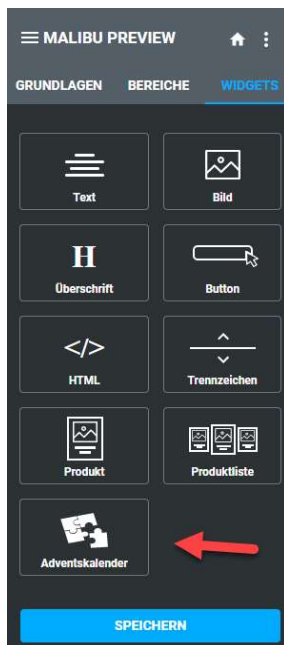 MALIBU PREVIEW
GRUNDLAGEN BEREICHE WIDGETS
Text Bild
H
Überschrift Button
</>
HTML Trennzeichen
Produkt Produktliste
Adventskalender
SPEICHERN